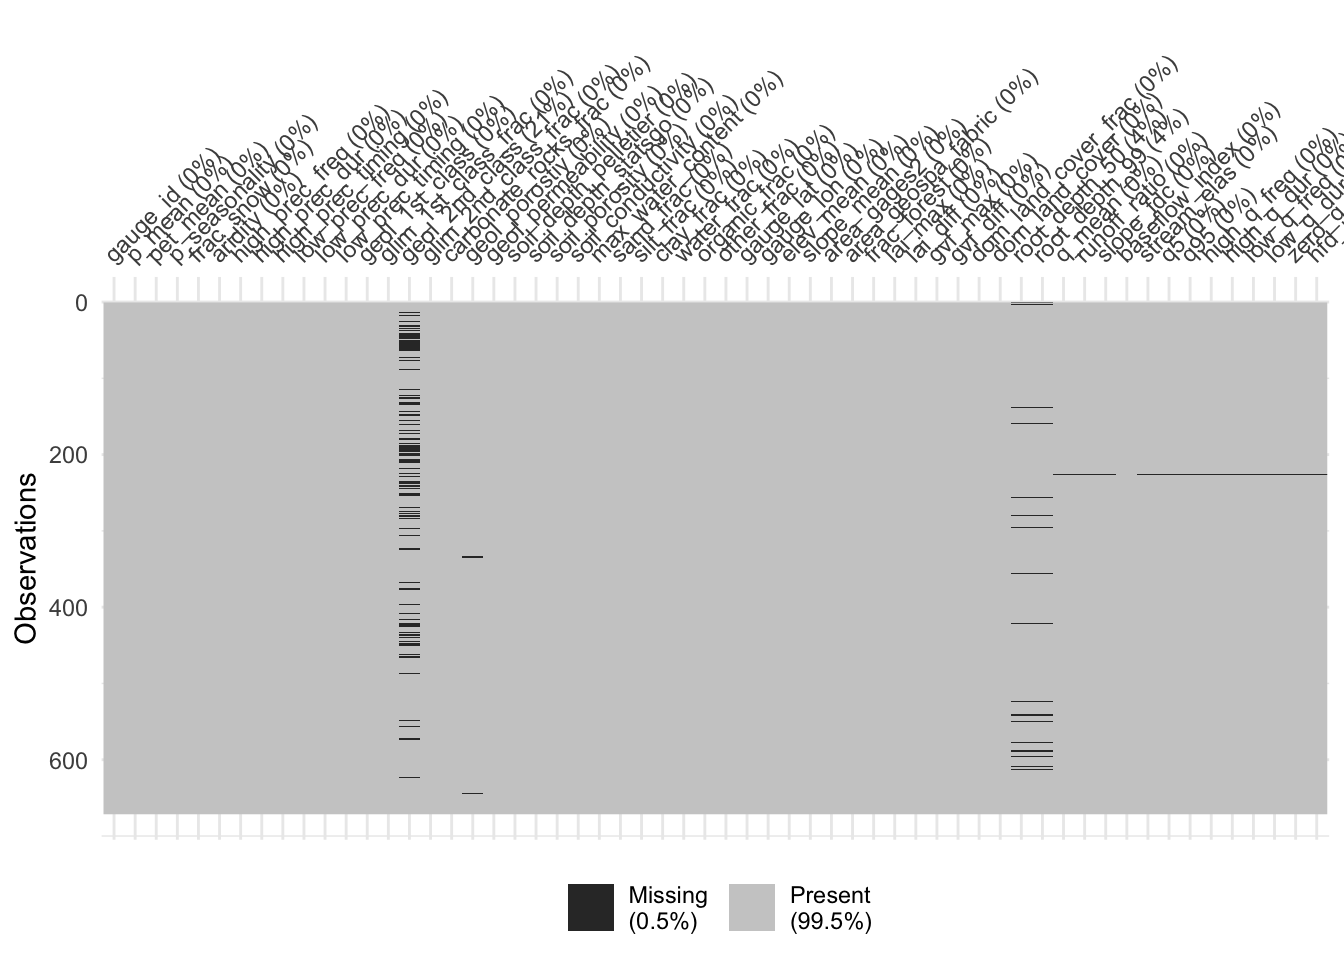 gauge_id (0%)
p_mean (0%)
pet_mean (0%)
p_seasonality (0%)
frac_snow (0%)
aridity (0%)
high_prec_freq (0%)
high_prec_dur (0%)
high_prec_timing (0%)
low_prec_freq (0%)
low_prec_dur (0%)
low_prec_timing (0%)
geol_1st_class (0%)
glim_1st_class_frac (0%)
geol_2nd_class (21%)
glim_2nd_class_frac (0%)
carbonate_rocks_frac (0%)
geol_porostiy (0%)
geol_permeability (0%)
soil_depth_pelletier (0%)
soil_depth_statsgo (0%)
soil_porosity (0%)
soil_conductivity (0%)
max_water_content (0%)
sand_frac (0%)
silt_frac (0%)
clay_frac (0%)
water_frac (0%)
organic_frac (0%)
other_frac (0%)
gauge_lat (0%)
gauge_lon (0%)
elev_mean (0%)
slope_mean (0%)
area_gages2 (0%)
area_geospa_fabric (0%)
frac_forest (0%)
lai_max (0%)
lai_diff (0%)
gvf_max (0%)
gvf_diff (0%)
dom_land_cover_frac (0%)
dom_land_cover (0%)
root_depth_50 (4%)
root_depth_99 (4%)
q_mean (0%)
runoff_ratio (0%)
baseflow_index (0%)
stream_elas (0%)
q5 (0%)
q95 (0%)
high_q_freq (0%)
high_q_dur (0%)
Observations
0
200
400
600
Missing
(0.5%)
Present
(99.5%)